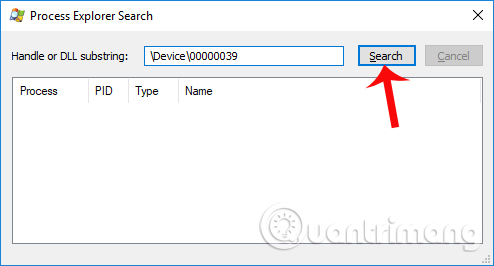 Process Explorer Search
Handle or DLL substring: \Device\00000039 Search Cancel
Process PID Type Name
Quantrimang